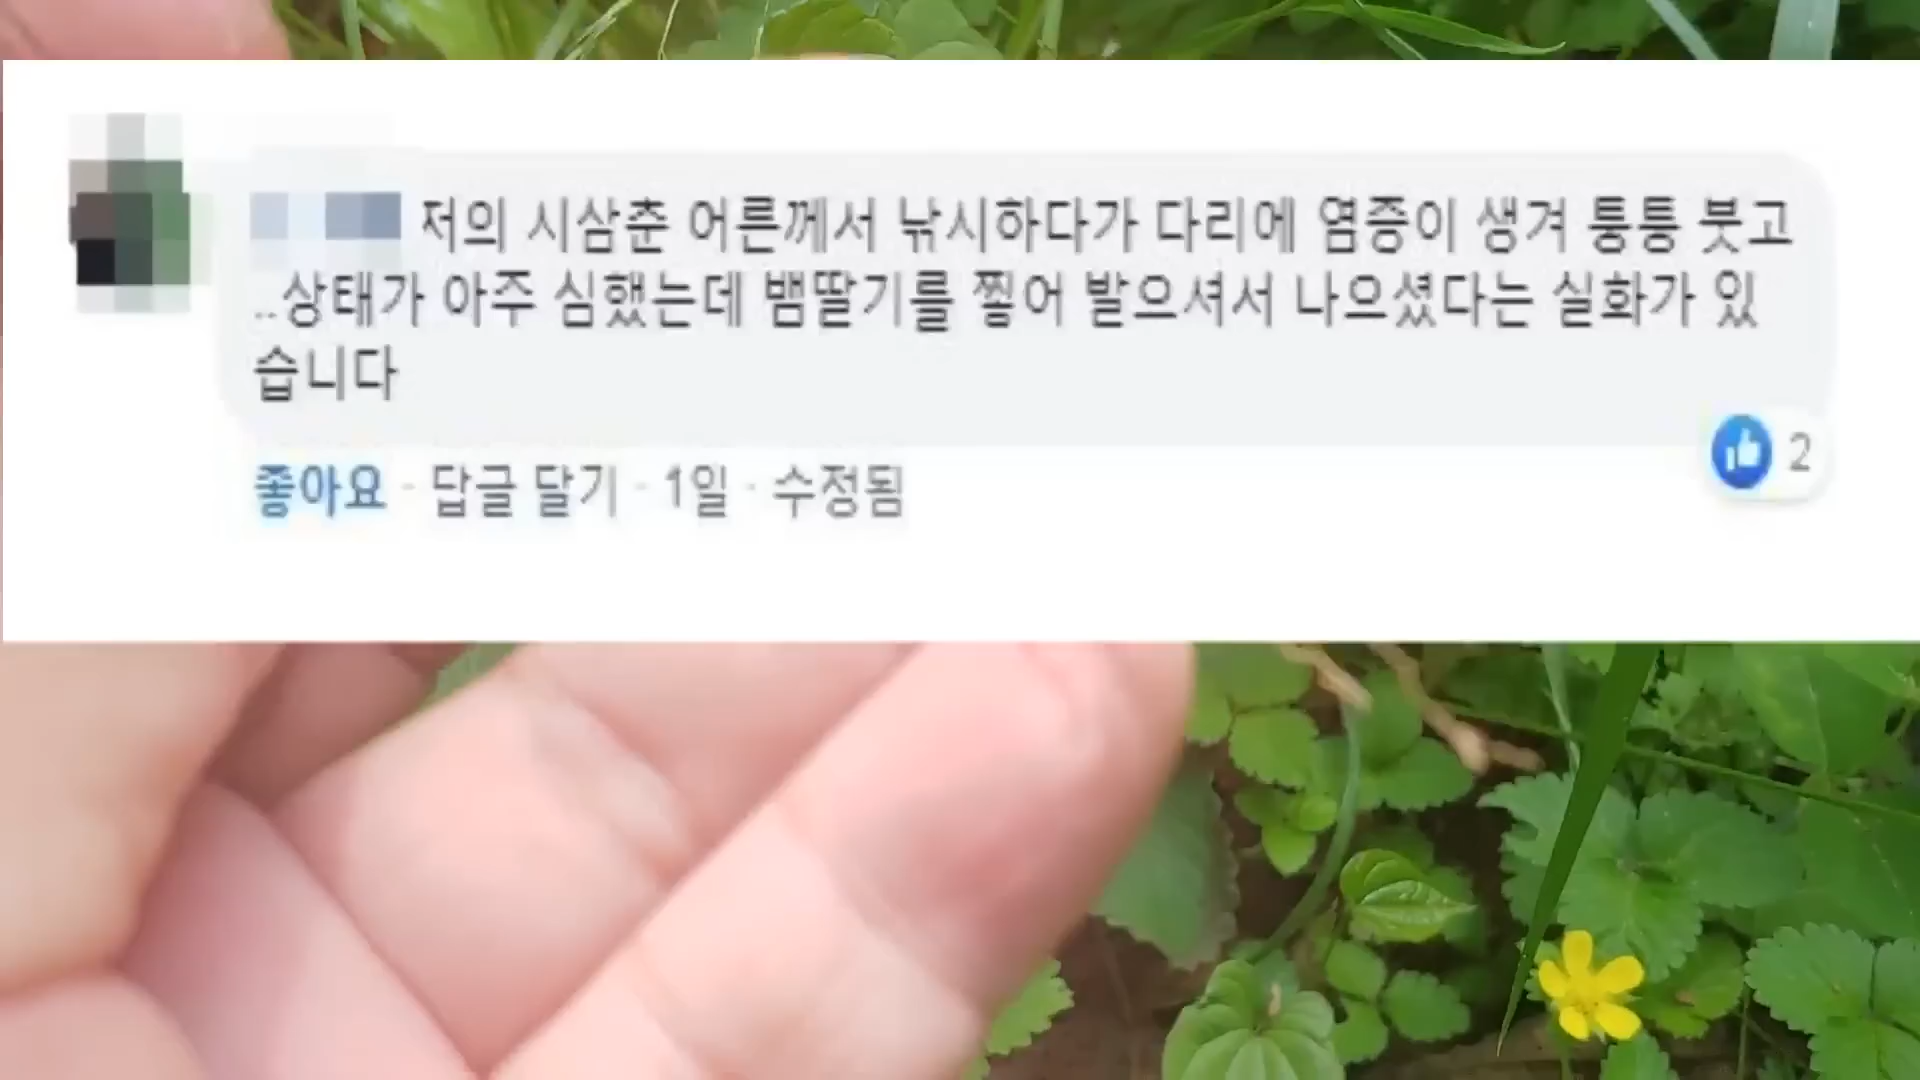 저의 시삼춘 어른께서 낚시하다가 다리에 염증이 생겨 퉁퉁 붓고
..상태가 아주 심했는데 뱀딸기를 찧어 발으셔서 나으셨다는 실화가 있
습니다
2
좋아요 · 답글 달기 · 1일 · 수정됨